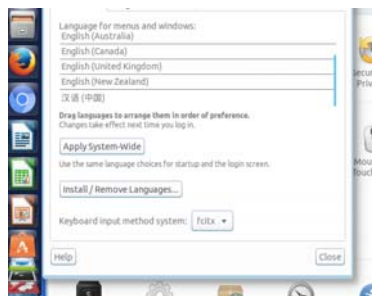 Language for menus and windows:
English (Australia)
English (Canada)
English (United Kingdom)
English (New Zealand)
汉语 (中国)
Drag languages to arrange them in order of preference.
Changes take effect next time you log in.
Apply System-Wide
Use the same language choices for startup and the login screen.
Install / Remove Languages...
Keyboard input method system: fcitx
Help Close